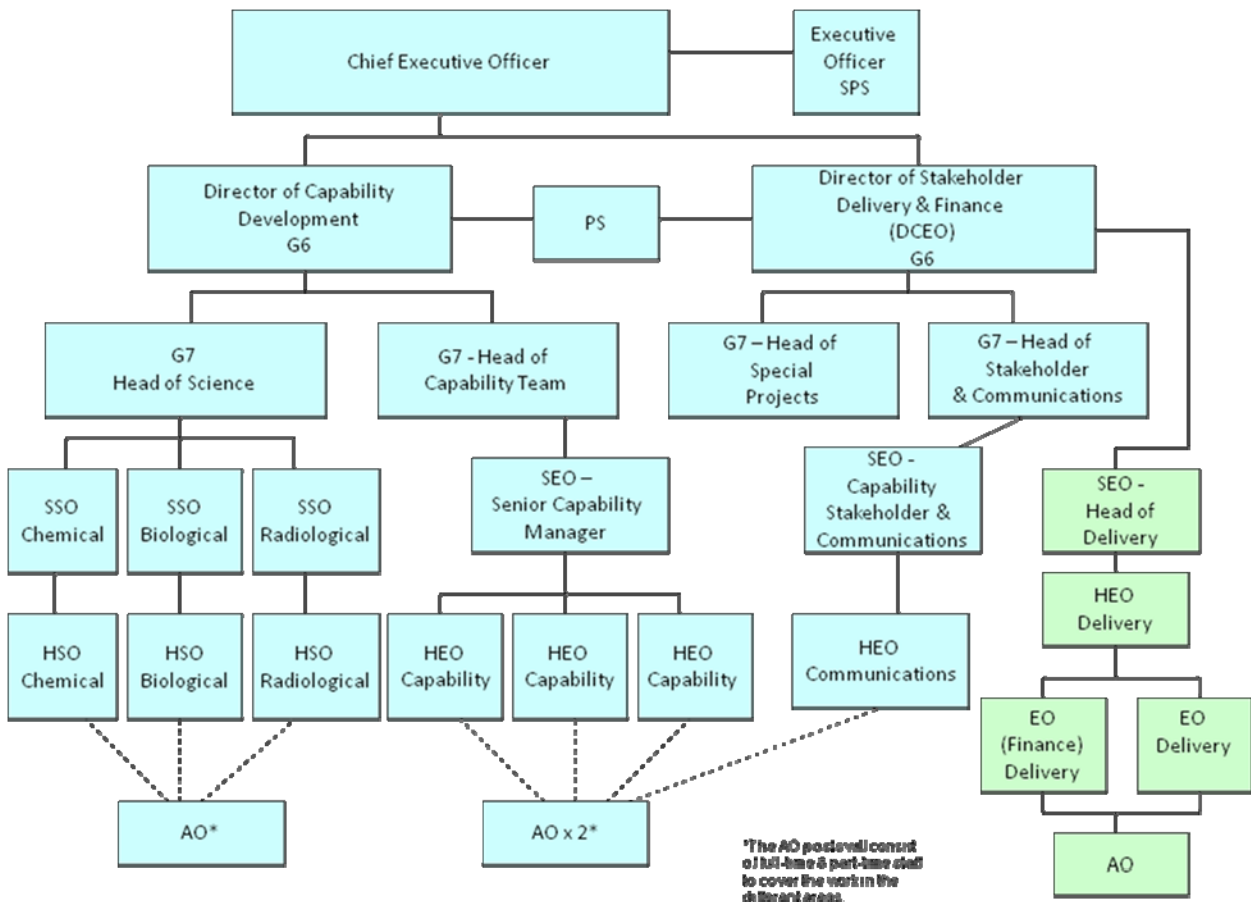 Chief Executive Officer
Executive
Officer
SPS
Director of Capability
Development
G6
PS
Director of Stakeholder
Delivery & Finance
(DCEO)
G6
G7
Head of Science
G7 - Head of
Capability Team
G7 – Head of
Special
Projects
G7 – Head of
Stakeholder
& Communications
SSO
Chemical
SSO
Biological
SSO
Radiological
SEO –
Senior Capability
Manager
SEO -
Capability
Stakeholder &
Communications
SEO -
Head of
Delivery
HEO
Delivery
HSO
Chemical
HSO
Biological
HSO
Radiological
HEO
Capability
HEO
Capability
HEO
Capability
HEO
Communications
EO
(Finance)
Delivery
EO
Delivery
AO*
AO x 2*
AO
*The AO posts will consist
of full-time & part-time staff
to cover the work in the
different areas.